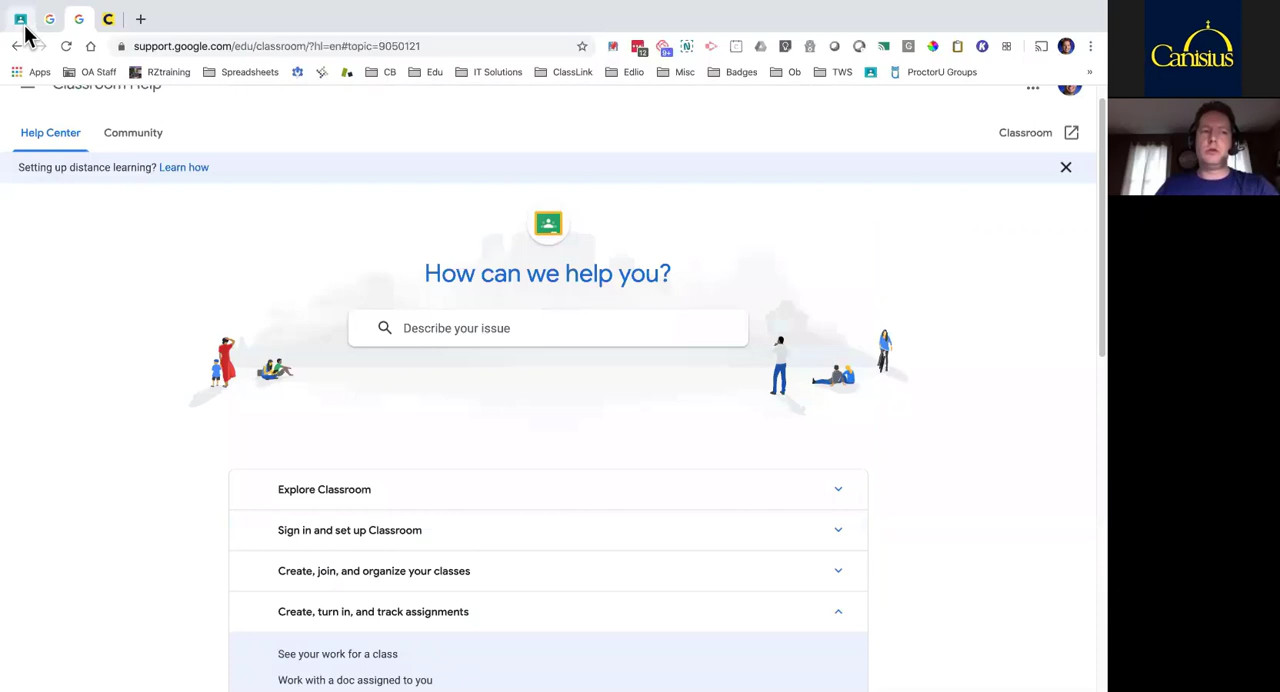 support.google.com/edu/classroom/?hl=en#topic=9050121
12
9+
Apps OA Staff RZtraining Spreadsheets CB Edu IT Solutions ClassLink Edlio Misc Badges Ob TWS ProctorU Groups »
Classroom Help
Help Center Community Classroom
Setting up distance learning? Learn how
How can we help you?
Describe your issue
Explore Classroom
Sign in and set up Classroom
Create, join, and organize your classes
Create, turn in, and track assignments
See your work for a class
Work with a doc assigned to you
Canisius